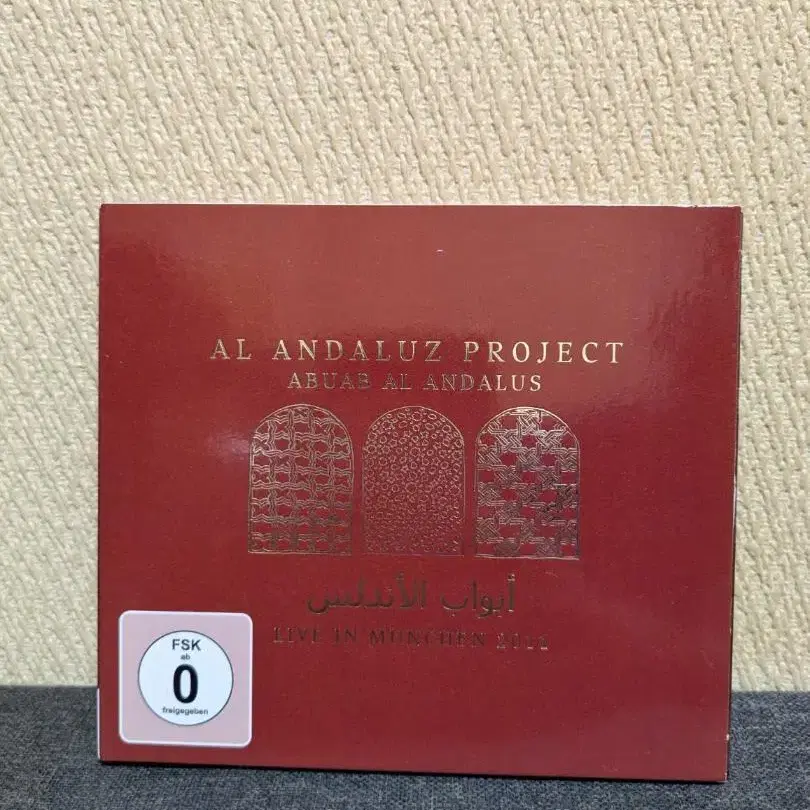 AL ANDALUZ PROJECT
ABUAB AL ANDALUS
أبواب الأندلس
LIVE IN MÜNCHEN
FSK
ab
0
freigegeben